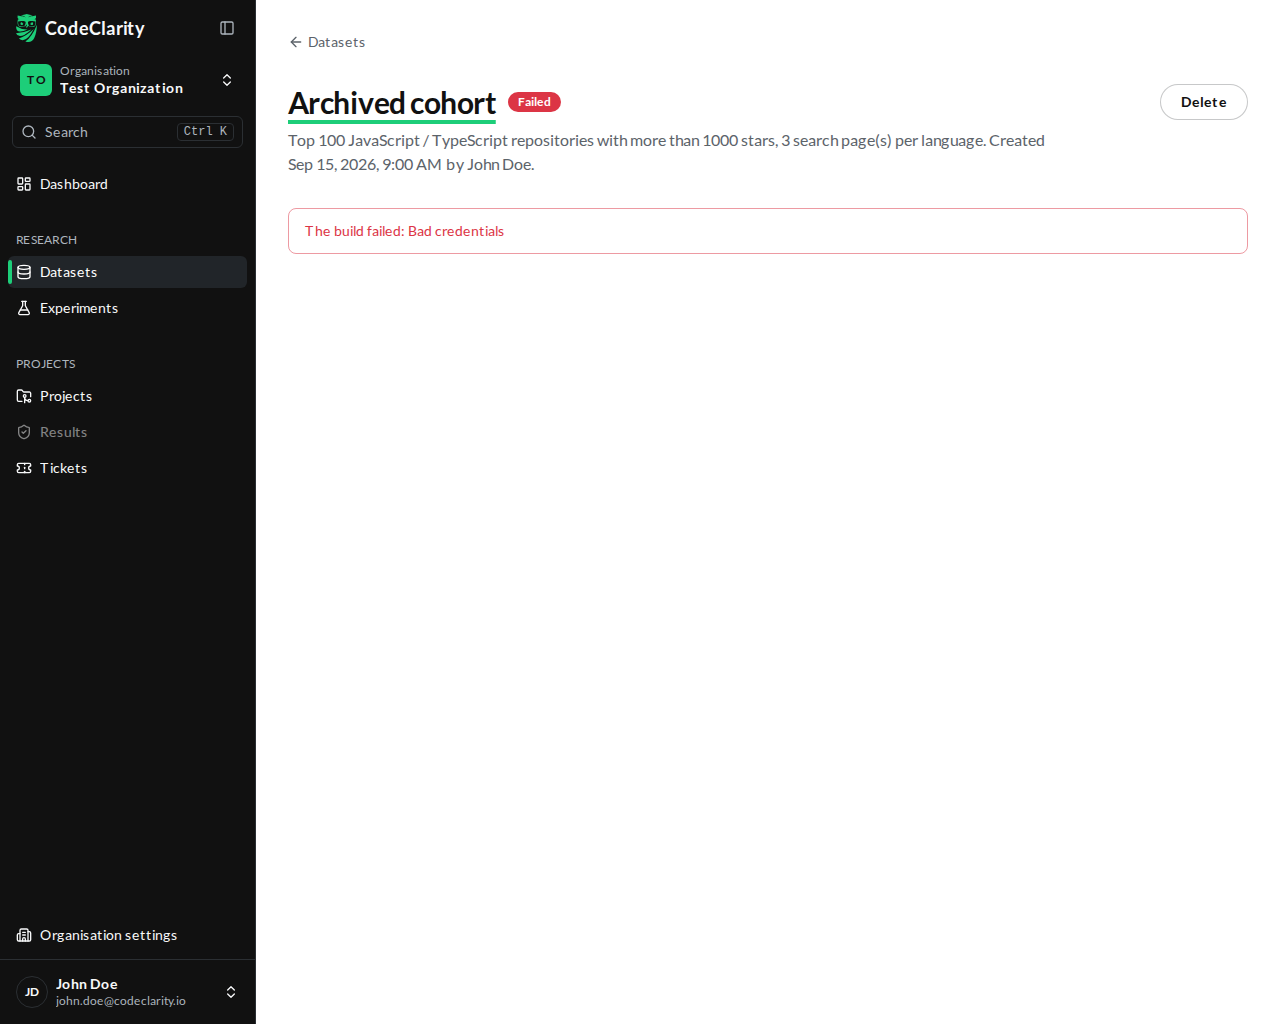 CodeClarity
TO
Organisation
Test Organization
Search
Ctrl K
Dashboard
RESEARCH
Datasets
Experiments
PROJECTS
Projects
Results
Tickets
Organisation settings
JD
John Doe
john.doe@codeclarity.io
Datasets
Archived cohort
Failed
Delete
Top 100 JavaScript / TypeScript repositories with more than 1000 stars, 3 search page(s) per language. Created
Sep 15, 2026, 9:00 AM by John Doe.
The build failed: Bad credentials